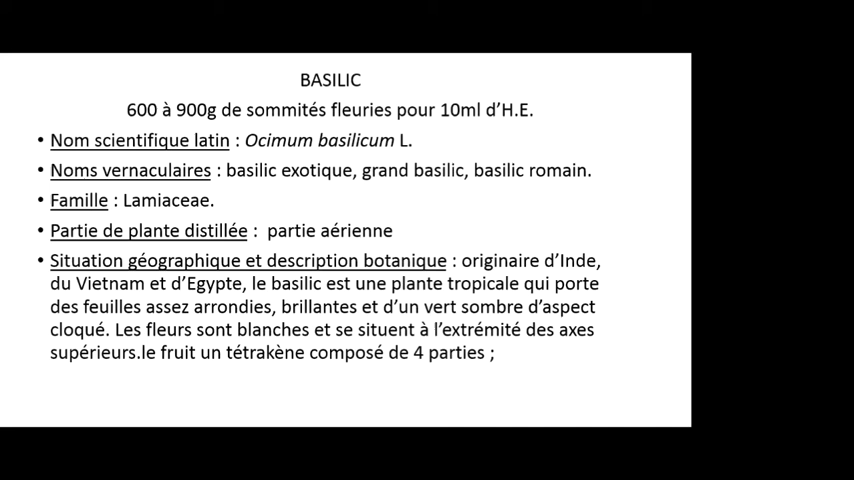 BASILIC
600 à 900g de sommités fleuries pour 10ml d'H.E.
• Nom scientifique latin : Ocimum basilicum L.
• Noms vernaculaires : basilic exotique, grand basilic, basilic romain.
• Famille : Lamiaceae.
• Partie de plante distillée : partie aérienne
• Situation géographique et description botanique : originaire d'Inde,
du Vietnam et d'Egypte, le basilic est une plante tropicale qui porte
des feuilles assez arrondies, brillantes et d'un vert sombre d'aspect
cloqué. Les fleurs sont blanches et se situent à l'extrémité des axes
supérieurs.le fruit un tétrakène composé de 4 parties ;